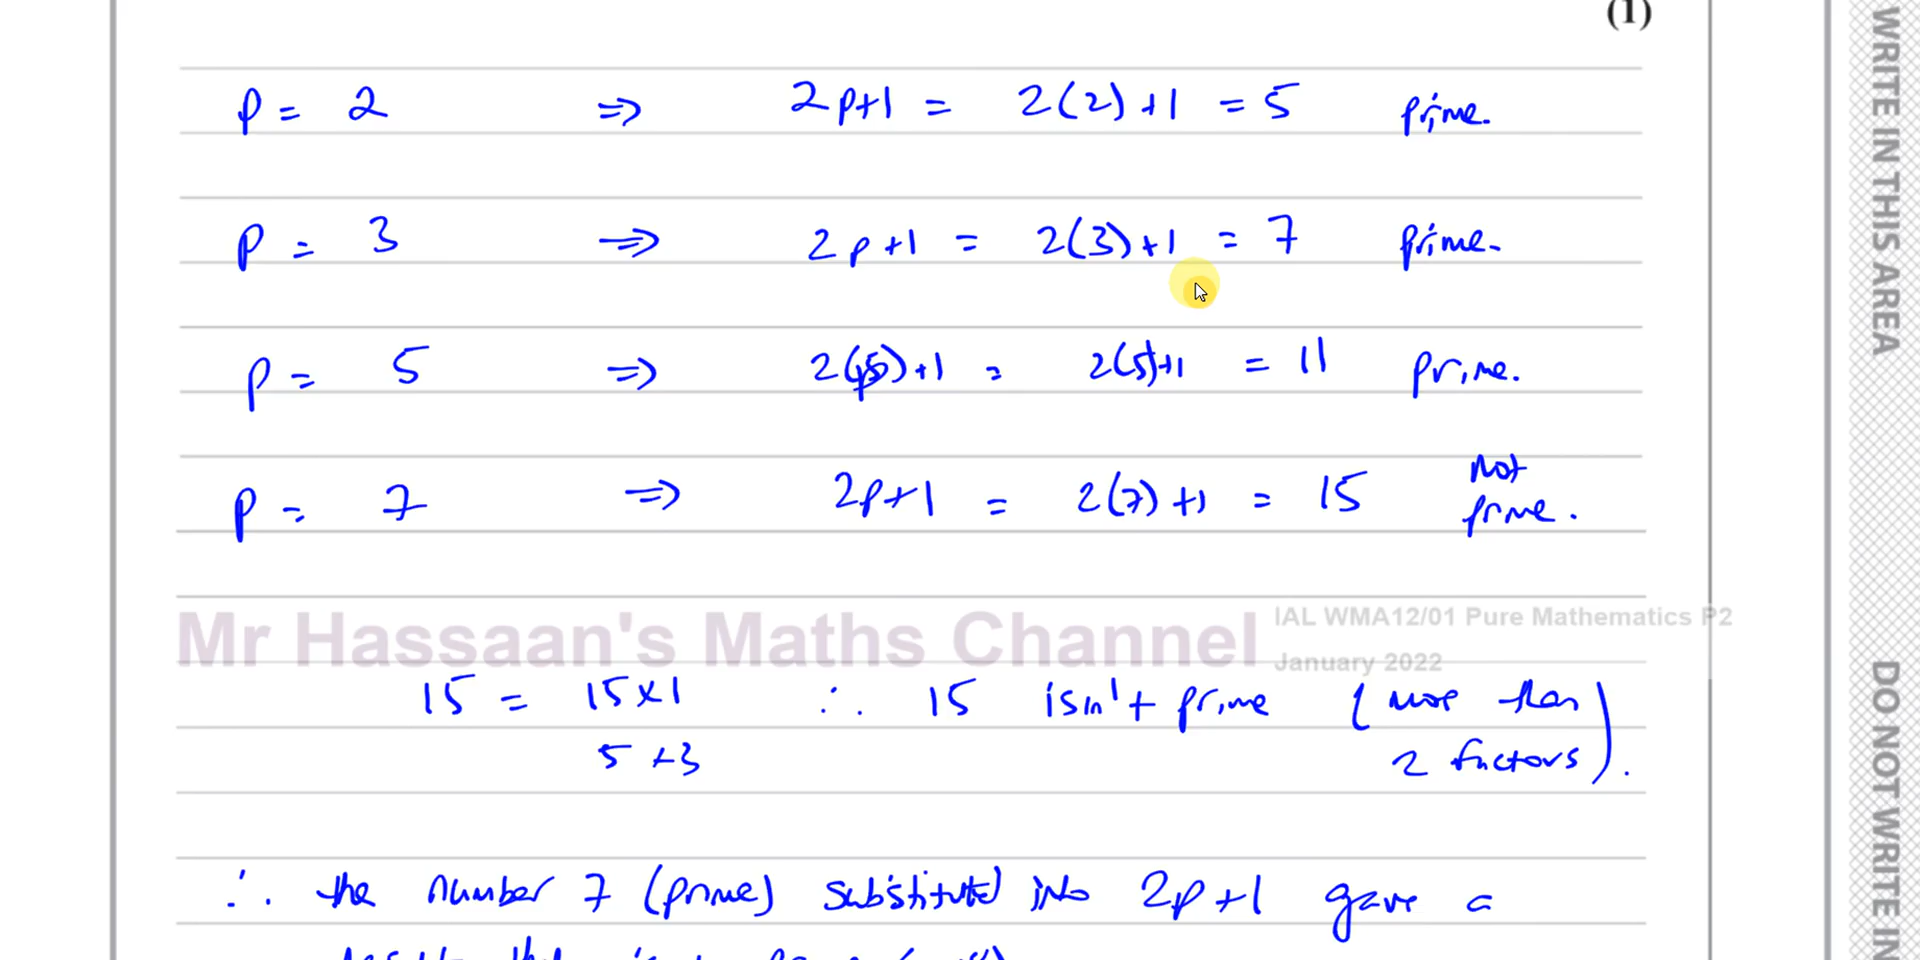 (1)
p = 2 ⇒ 2p+1 = 2(2)+1 = 5 prime.
p = 3 ⇒ 2p+1 = 2(3)+1 = 7 prime.
p = 5 ⇒ 2(5)+1 = 2(5)+1 = 11 prime.
p = 7 ⇒ 2p+1 = 2(7)+1 = 15 Not
prime.
Mr Hassaan's Maths Channel
IAL WMA12/01 Pure Mathematics P2
January 2022
15 = 15×1 ∴ 15 isn't prime (more than
5×3 2 factors).
∴ the number 7 (prime) substituted into 2p+1 gave a
WRITE IN THIS AREA
DO NOT WRITE IN